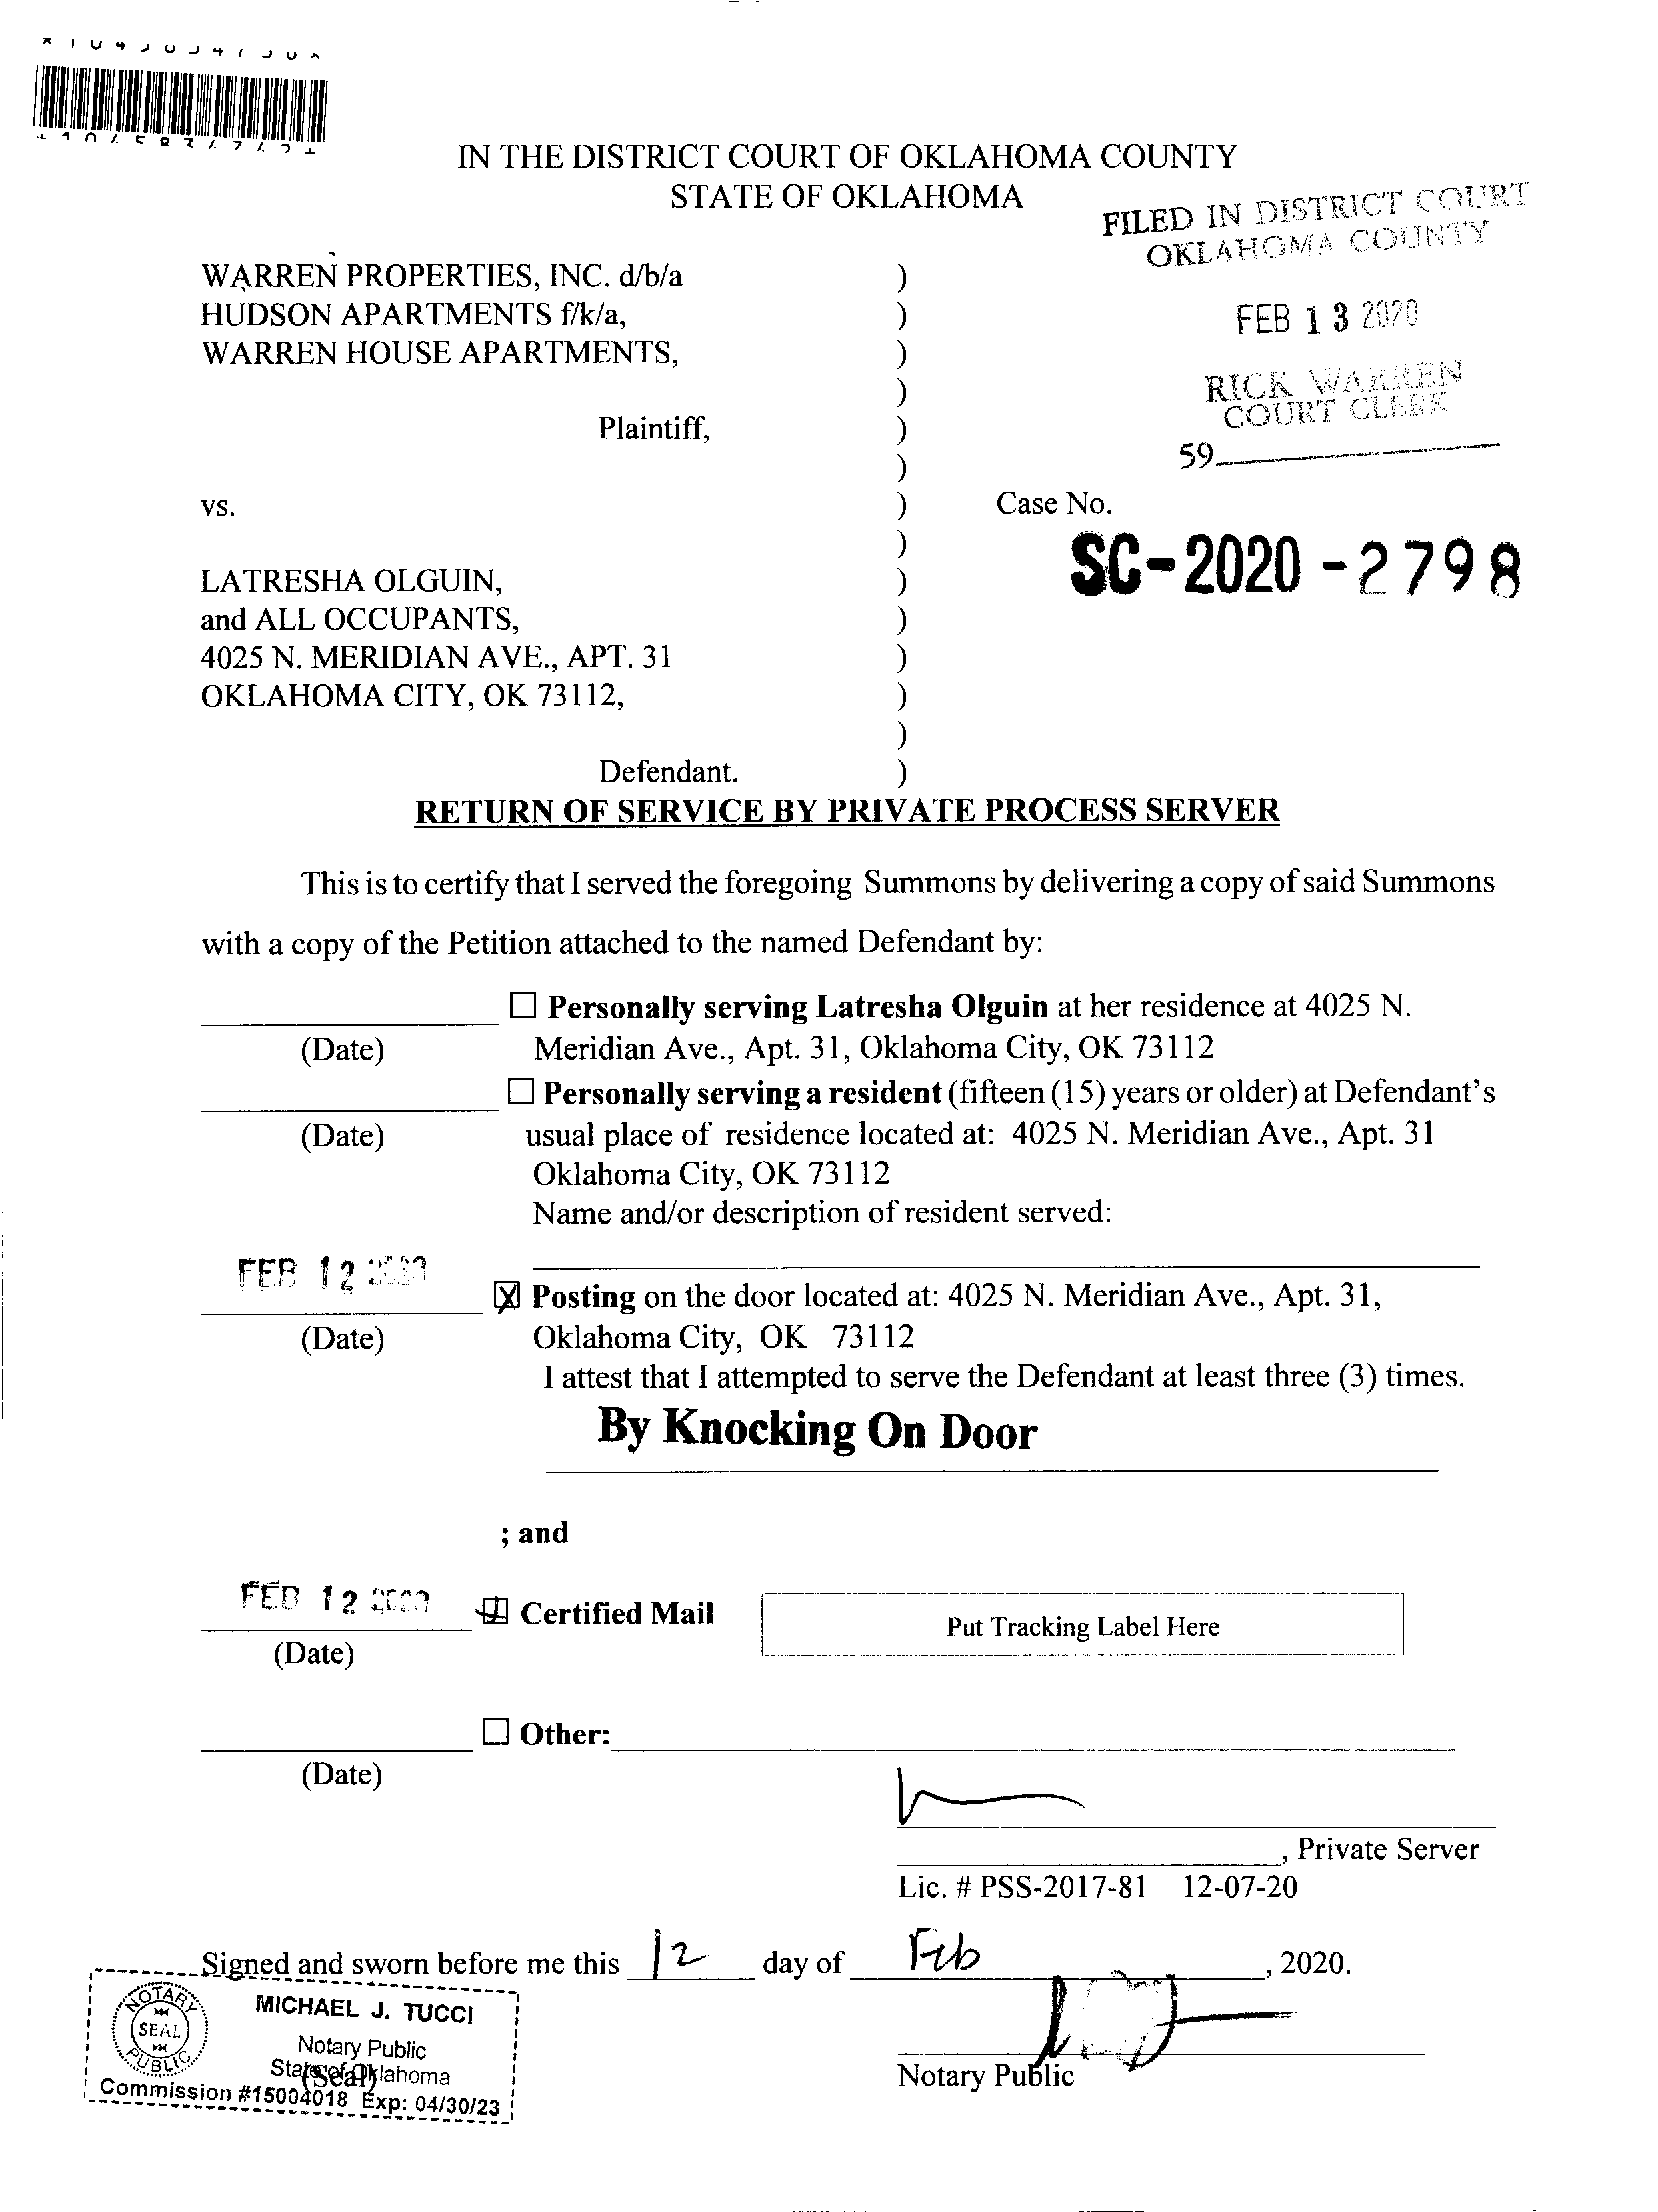 IN THE DISTRICT COURT OF OKLAHOMA COUNTY
STATE OF OKLAHOMA
FILED IN DISTRICT COURT
OKLAHOMA COUNTY
FEB 13 2020
RICK WARREN
COURT CLERK
59
WARREN PROPERTIES, INC. d/b/a )
HUDSON APARTMENTS f/k/a, )
WARREN HOUSE APARTMENTS, )
)
Plaintiff, )
)
vs. ) Case No.
) SC-2020-2798
LATRESHA OLGUIN, )
and ALL OCCUPANTS, )
4025 N. MERIDIAN AVE., APT. 31 )
OKLAHOMA CITY, OK 73112, )
)
Defendant. )
RETURN OF SERVICE BY PRIVATE PROCESS SERVER
This is to certify that I served the foregoing Summons by delivering a copy of said Summons
with a copy of the Petition attached to the named Defendant by:
☐ Personally serving Latresha Olguin at her residence at 4025 N.
(Date) Meridian Ave., Apt. 31, Oklahoma City, OK 73112
☐ Personally serving a resident (fifteen (15) years or older) at Defendant's
(Date) usual place of residence located at: 4025 N. Meridian Ave., Apt. 31
Oklahoma City, OK 73112
Name and/or description of resident served:
FEB 12 2020
☒ Posting on the door located at: 4025 N. Meridian Ave., Apt. 31,
(Date) Oklahoma City, OK 73112
I attest that I attempted to serve the Defendant at least three (3) times.
By Knocking On Door
; and
FEB 12 2020 ☒ Certified Mail Put Tracking Label Here
(Date)
☐ Other:
(Date)
, Private Server
Lic. # PSS-2017-81 12-07-20
Signed and sworn before me this 12 day of Feb, 2020.
NOTARY PUBLIC SEAL
MICHAEL J. TUCCI
Notary Public
State of Oklahoma
(Seal)
Commission #15004018 Exp: 04/30/23
Notary Public